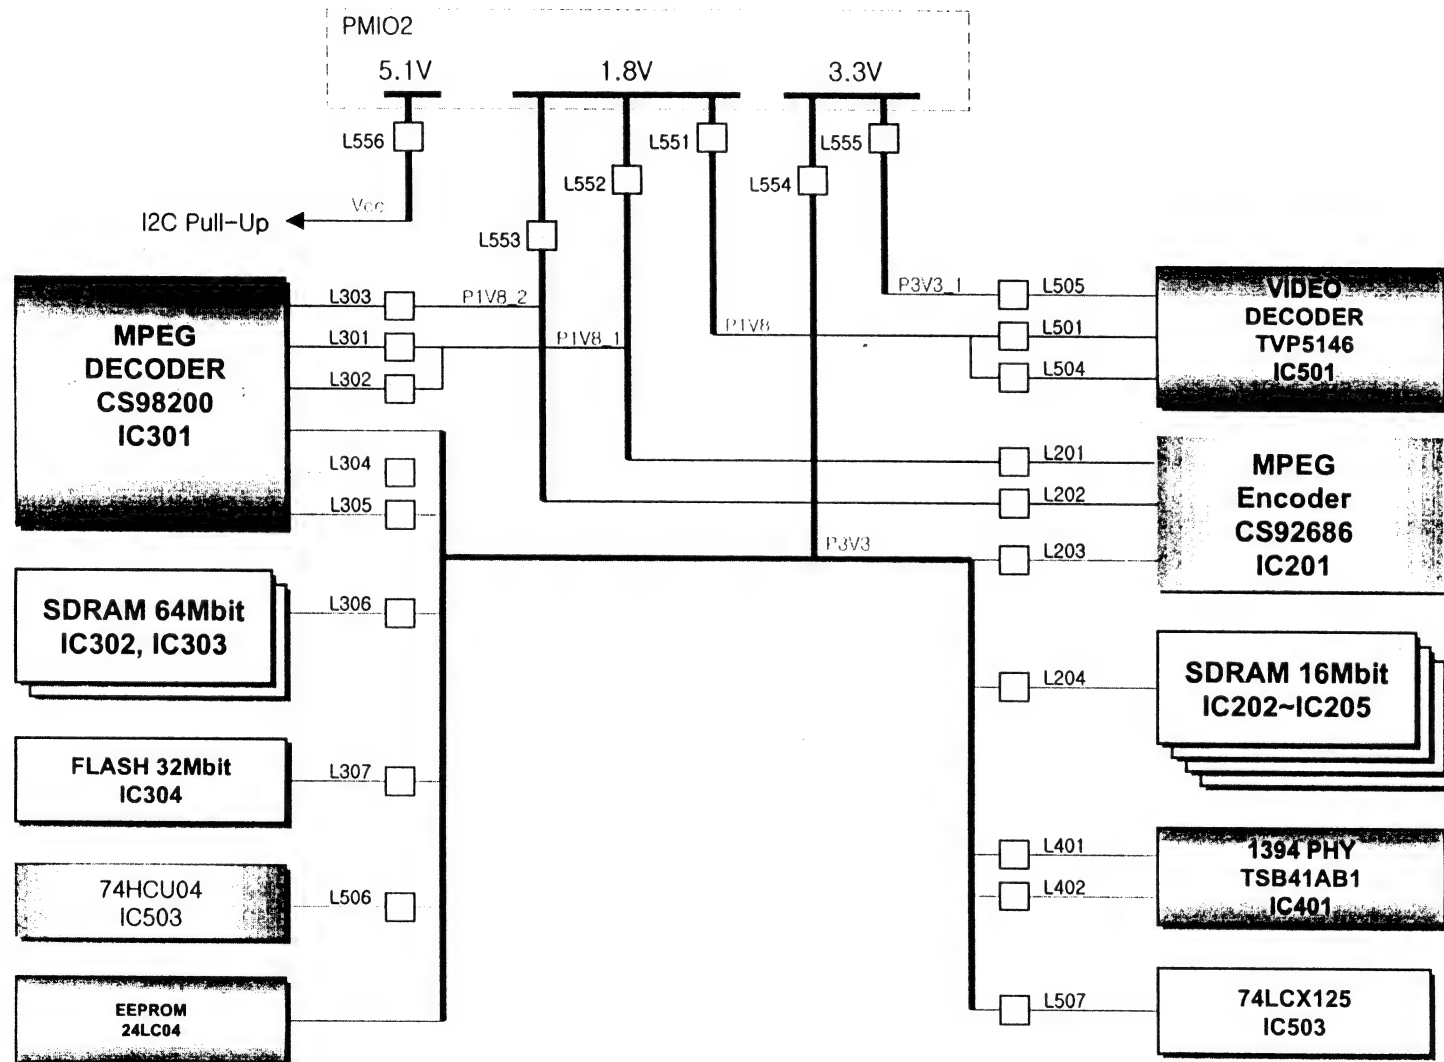 PMIO2
5.1V
1.8V
3.3V
L556
L551
L555
L552
L554
Vcc
I2C Pull-Up
L553
L303
P1V8_2
P3V3_1
L505
L301
P1V8_1
P1V8
L501
L302
L504
MPEG
DECODER
CS98200
IC301
VIDEO
DECODER
TVP5146
IC501
L304
L305
L201
L202
P3V3
L203
MPEG
Encoder
CS92686
IC201
SDRAM 64Mbit
IC302, IC303
L306
L204
SDRAM 16Mbit
IC202~IC205
FLASH 32Mbit
IC304
L307
L401
L402
1394 PHY
TSB41AB1
IC401
74HCU04
IC503
L506
EEPROM
24LC04
L507
74LCX125
IC503